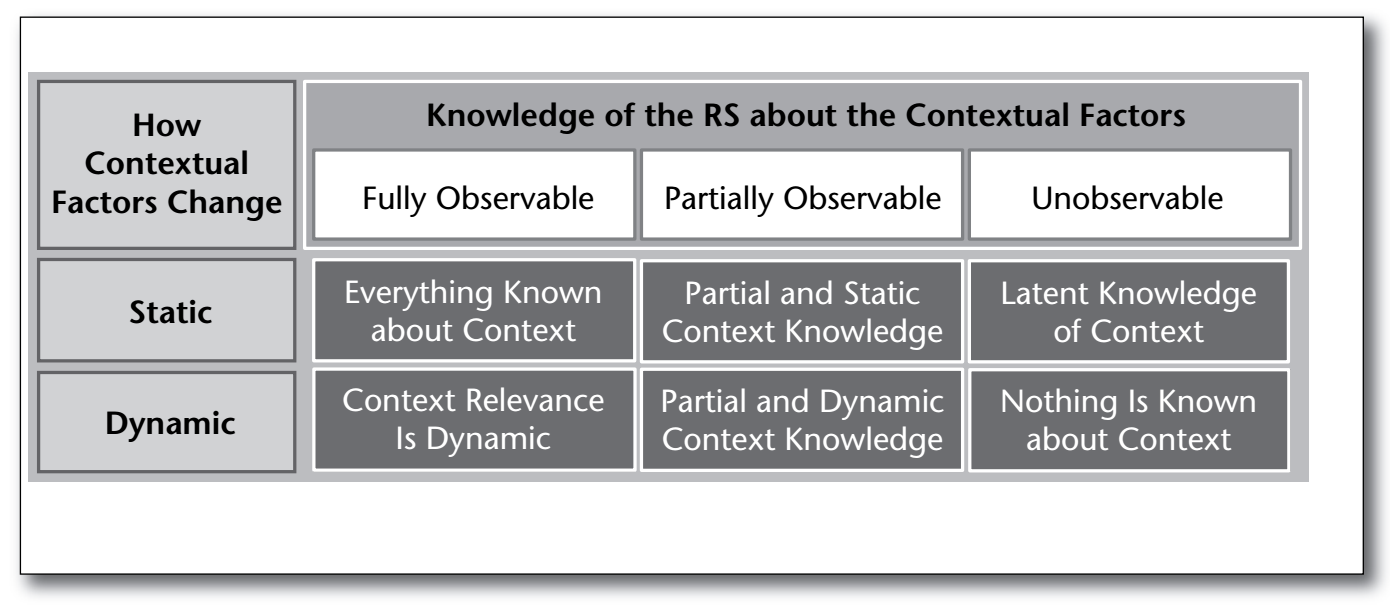 How
Contextual
Factors Change
Knowledge of the RS about the Contextual Factors
Fully Observable
Partially Observable
Unobservable
Static
Everything Known
about Context
Partial and Static
Context Knowledge
Latent Knowledge
of Context
Dynamic
Context Relevance
Is Dynamic
Partial and Dynamic
Context Knowledge
Nothing Is Known
about Context